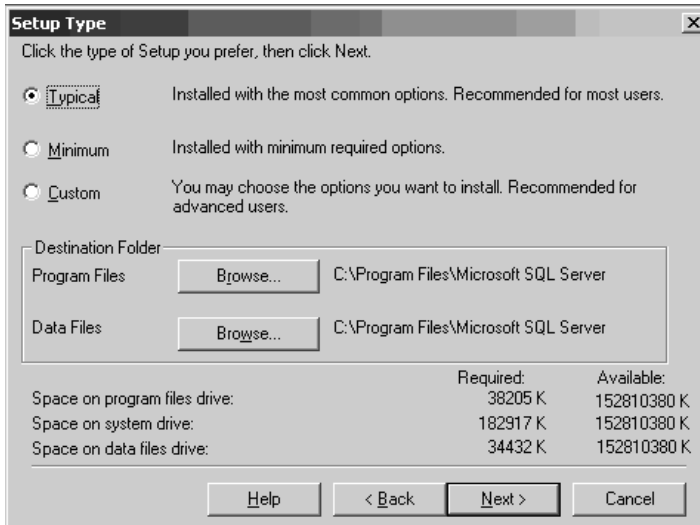 Setup Type
Click the type of Setup you prefer, then click Next.
Typical Installed with the most common options. Recommended for most users.
Minimum Installed with minimum required options.
Custom You may choose the options you want to install. Recommended for
advanced users.
Destination Folder
Program Files Browse... C:\Program Files\Microsoft SQL Server
Data Files Browse... C:\Program Files\Microsoft SQL Server
Required: Available:
Space on program files drive: 38205 K 152810380 K
Space on system drive: 182917 K 152810380 K
Space on data files drive: 34432 K 152810380 K
Help < Back Next > Cancel